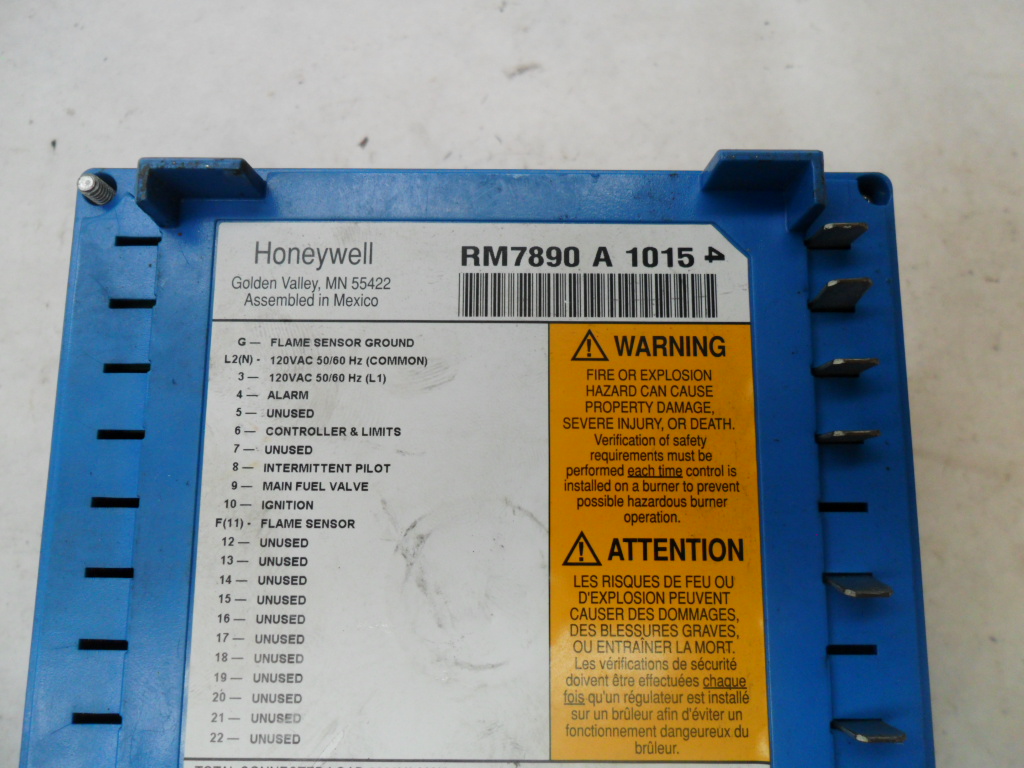 Honeywell
Golden Valley, MN 55422
Assembled in Mexico
RM7890 A 1015 4
G — FLAME SENSOR GROUND
L2(N) - 120VAC 50/60 Hz (COMMON)
3 — 120VAC 50/60 Hz (L1)
4 — ALARM
5 — UNUSED
6 — CONTROLLER & LIMITS
7 — UNUSED
8 — INTERMITTENT PILOT
9 — MAIN FUEL VALVE
10 — IGNITION
F(11) - FLAME SENSOR
12 — UNUSED
13 — UNUSED
14 — UNUSED
15 — UNUSED
16 — UNUSED
17 — UNUSED
18 — UNUSED
19 — UNUSED
20 — UNUSED
21 — UNUSED
22 — UNUSED
WARNING
FIRE OR EXPLOSION
HAZARD CAN CAUSE
PROPERTY DAMAGE,
SEVERE INJURY, OR DEATH.
Verification of safety
requirements must be
performed each time control is
installed on a burner to prevent
possible hazardous burner
operation.
ATTENTION
LES RISQUES DE FEU OU
D'EXPLOSION PEUVENT
CAUSER DES DOMMAGES,
DES BLESSURES GRAVES,
OU ENTRAÎNER LA MORT.
Les vérifications de sécurité
doivent être effectuées chaque
fois qu'un régulateur est installé
sur un brûleur afin d'éviter un
fonctionnement dangeureux du
brûleur.